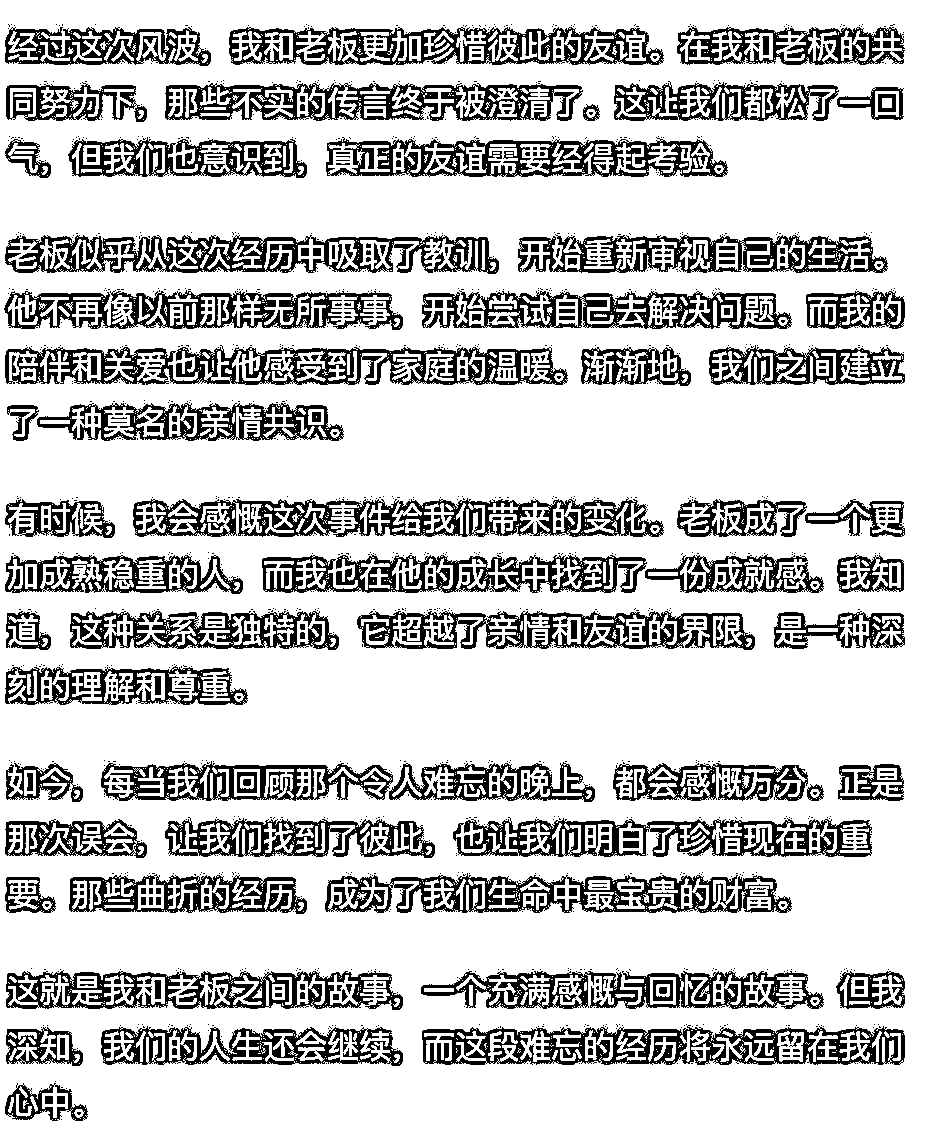 经过这次风波，我和老板更加珍惜彼此的友谊。在我和老板的共
同努力下，那些不实的传言终于被澄清了。这让我们都松了一口
气，但我们也意识到，真正的友谊需要经得起考验。
老板似乎从这次经历中吸取了教训，开始重新审视自己的生活。
他不再像以前那样无所事事，开始尝试自己去解决问题。而我的
陪伴和关爱也让他感受到了家庭的温暖。渐渐地，我们之间建立
了一种莫名的亲情共识。
有时候，我会感慨这次事件给我们带来的变化。老板成了一个更
加成熟稳重的人，而我也在他的成长中找到了一份成就感。我知
道，这种关系是独特的，它超越了亲情和友谊的界限，是一种深
刻的理解和尊重。
如今，每当我们回顾那个令人难忘的晚上，都会感慨万分。正是
那次误会，让我们找到了彼此，也让我们明白了珍惜现在的重
要。那些曲折的经历，成为了我们生命中最宝贵的财富。
这就是我和老板之间的故事，一个充满感慨与回忆的故事。但我
深知，我们的人生还会继续，而这段难忘的经历将永远留在我们
心中。